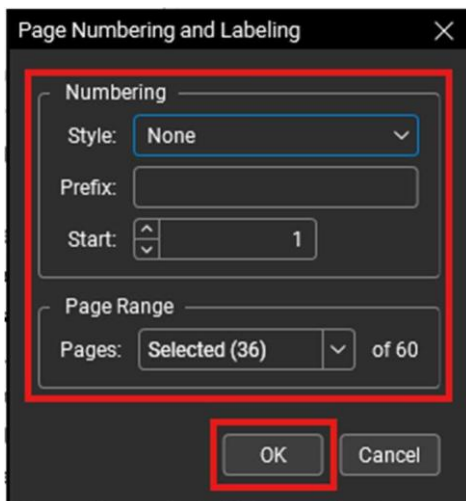 Page Numbering and Labeling
Numbering
Style: None
Prefix:
Start: 1
Page Range
Pages: Selected (36) of 60
OK Cancel